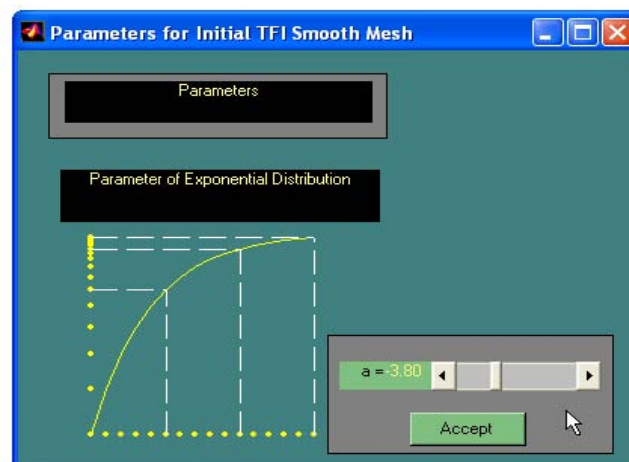 Parameters for Initial TFI Smooth Mesh
Parameters
Parameter of Exponential Distribution
a =-3.80
Accept